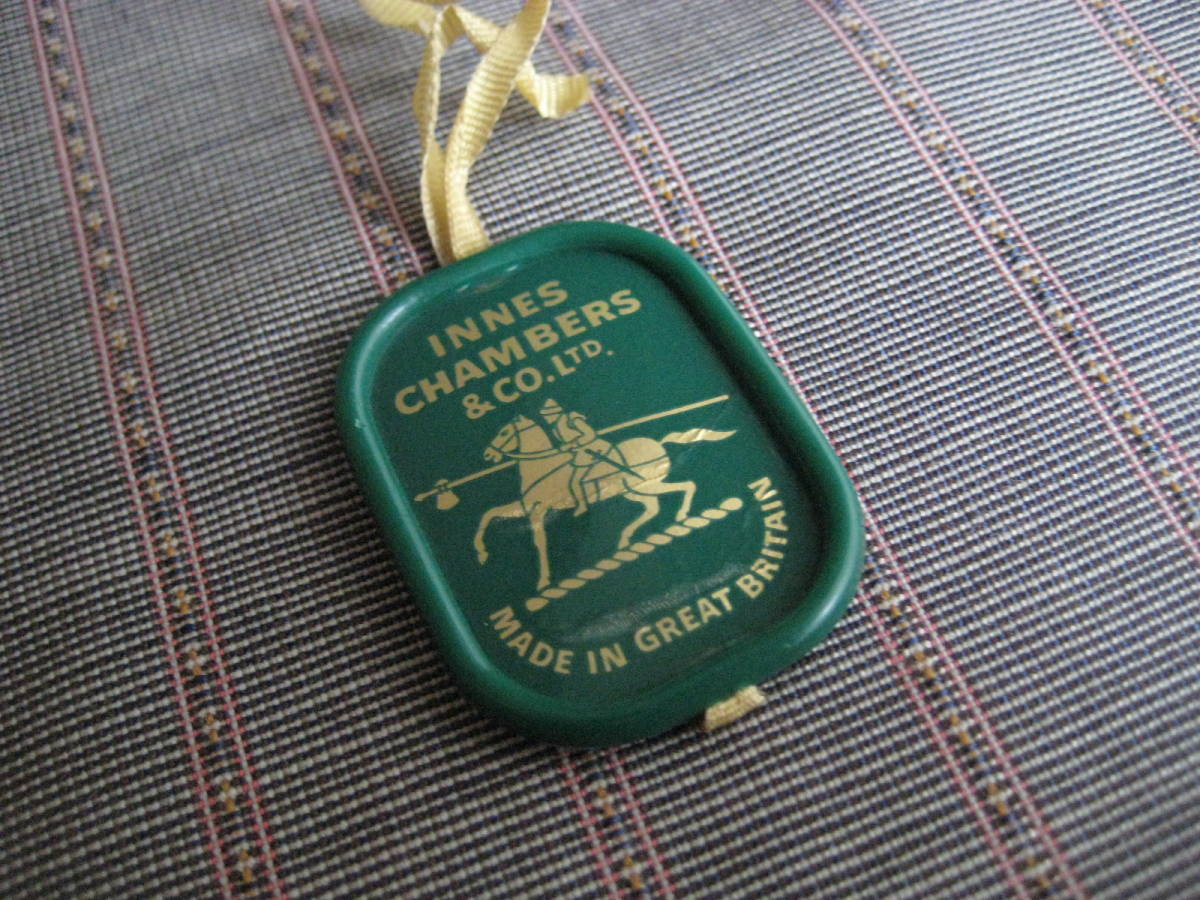 INNES
CHAMBERS
& CO. LTD.
MADE IN GREAT BRITAIN